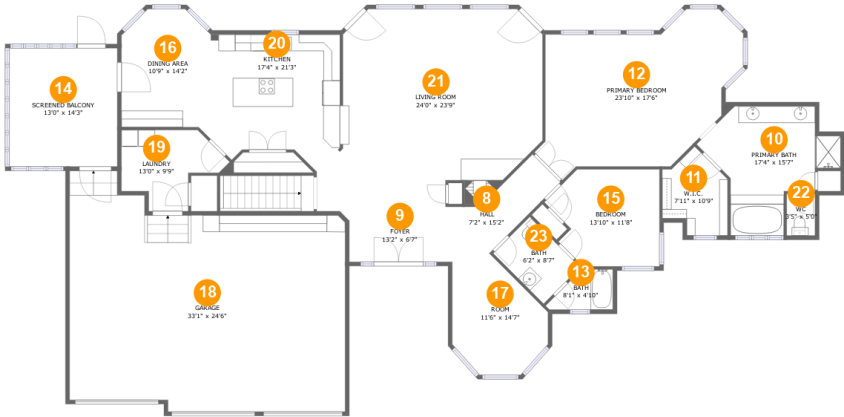 16
DINING AREA
10'9" x 14'2"
20
KITCHEN
17'4" x 21'3"
14
SCREENED BALCONY
13'0" x 14'3"
21
LIVING ROOM
24'0" x 23'9"
12
PRIMARY BEDROOM
23'10" x 17'6"
10
PRIMARY BATH
17'4" x 15'7"
19
LAUNDRY
13'0" x 9'9"
11
W.I.C.
7'11" x 10'9"
22
WC
3'5" x 5'0"
8
HALL
7'2" x 15'2"
15
BEDROOM
13'10" x 11'8"
9
FOYER
13'2" x 6'7"
23
BATH
6'2" x 8'7"
13
BATH
8'1" x 4'10"
18
GARAGE
33'1" x 24'6"
17
ROOM
11'6" x 14'7"